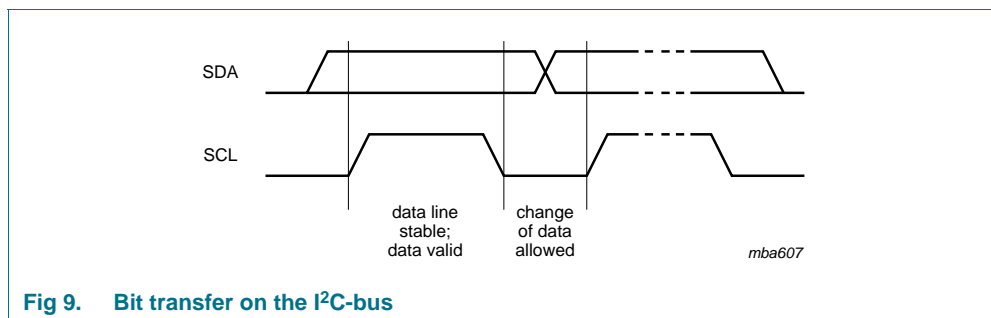 SDA
SCL
data line
stable;
data valid
change
of data
allowed
mba607
Fig 9. Bit transfer on the I²C-bus